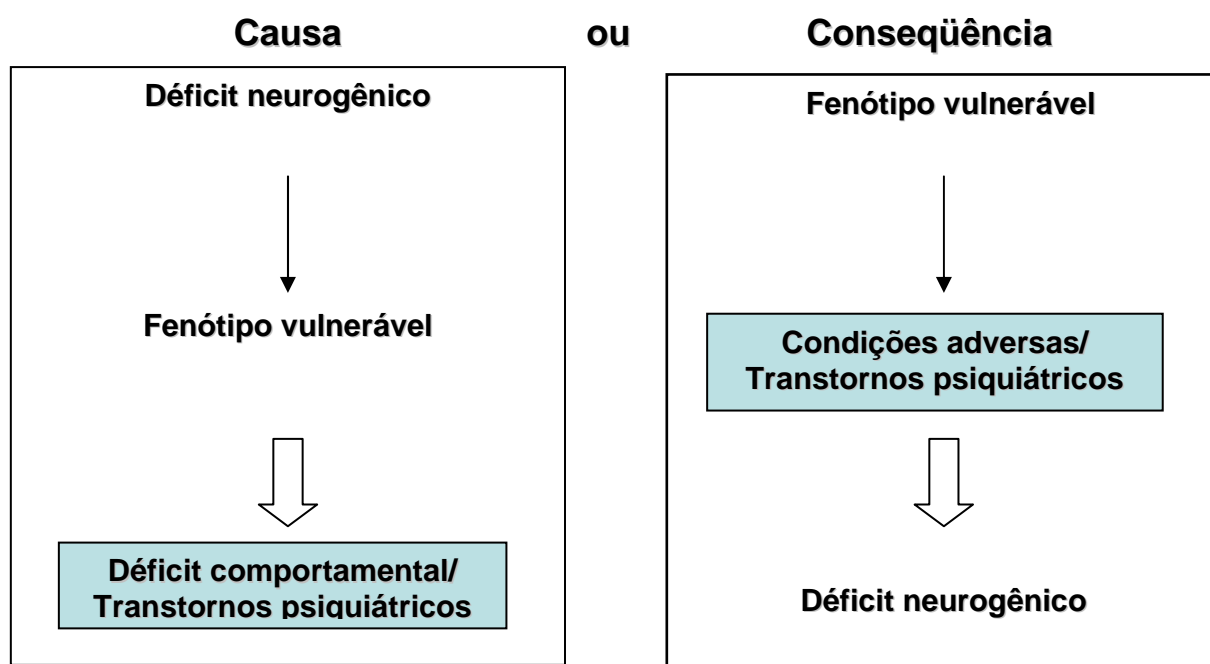 Causa ou Conseqüência
Déficit neurogênico
Fenótipo vulnerável
Déficit comportamental/
Transtornos psiquiátricos
Fenótipo vulnerável
Condições adversas/
Transtornos psiquiátricos
Déficit neurogênico